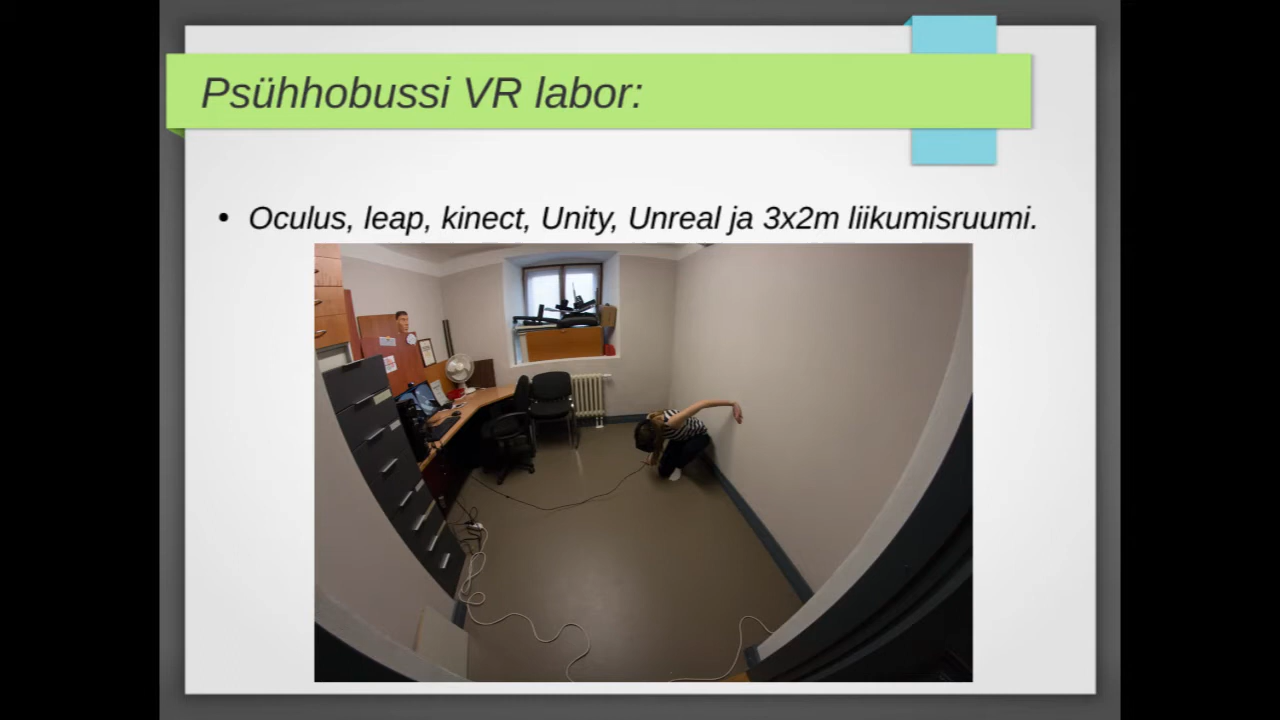 Psühhobussi VR labor:
Oculus, leap, kinect, Unity, Unreal ja 3x2m liikumisruumi.